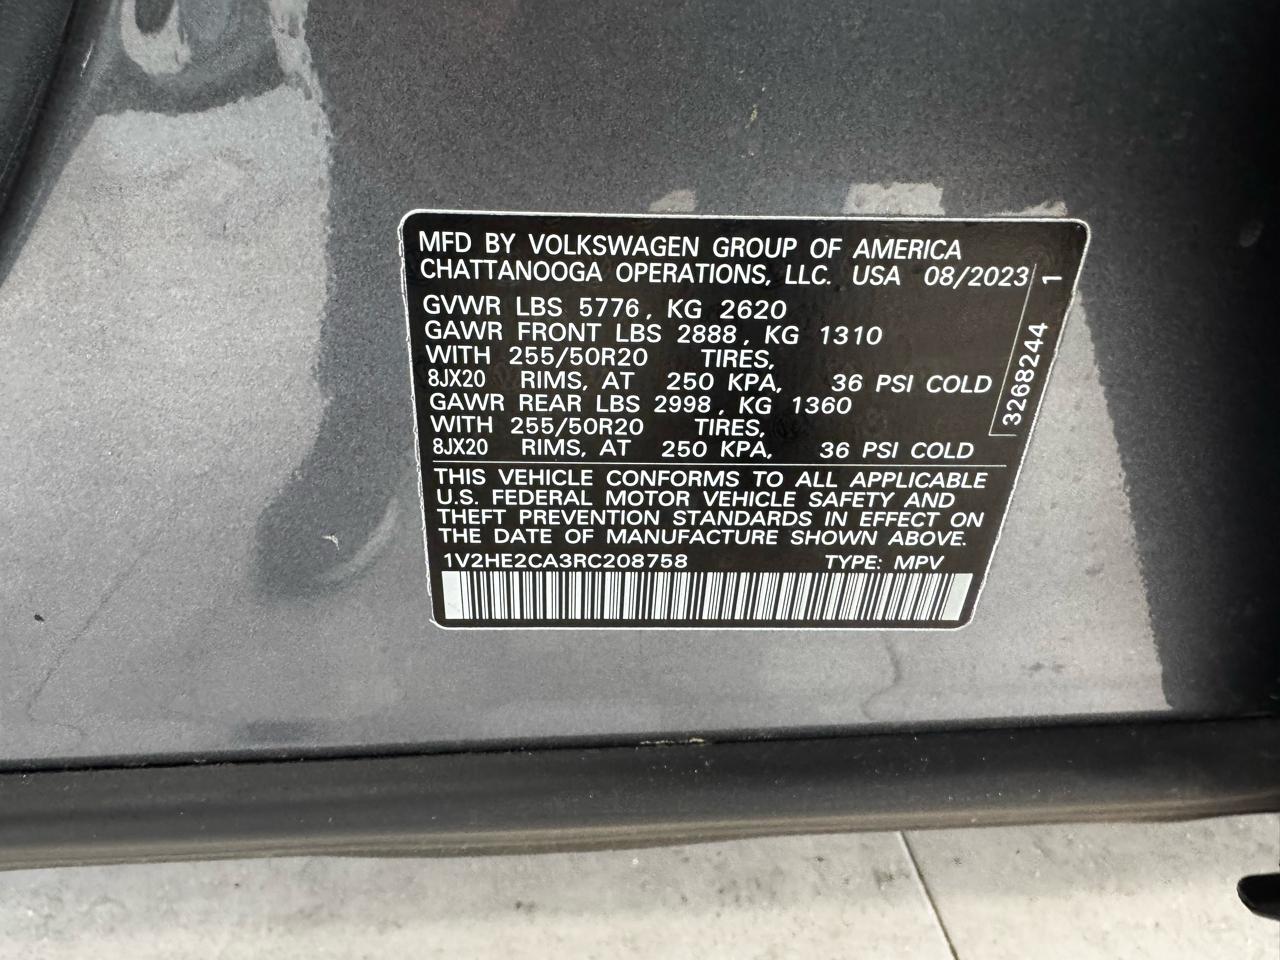 MFD BY VOLKSWAGEN GROUP OF AMERICA
CHATTANOOGA OPERATIONS, LLC. USA 08/2023
GVWR LBS 5776, KG 2620
GAWR FRONT LBS 2888, KG 1310
WITH 255/50R20 TIRES,
8JX20 RIMS, AT 250 KPA, 36 PSI COLD
GAWR REAR LBS 2998, KG 1360
WITH 255/50R20 TIRES,
8JX20 RIMS, AT 250 KPA, 36 PSI COLD
THIS VEHICLE CONFORMS TO ALL APPLICABLE
U.S. FEDERAL MOTOR VEHICLE SAFETY AND
THEFT PREVENTION STANDARDS IN EFFECT ON
THE DATE OF MANUFACTURE SHOWN ABOVE.
1V2HE2CA3RC208758 TYPE: MPV
3268244 1